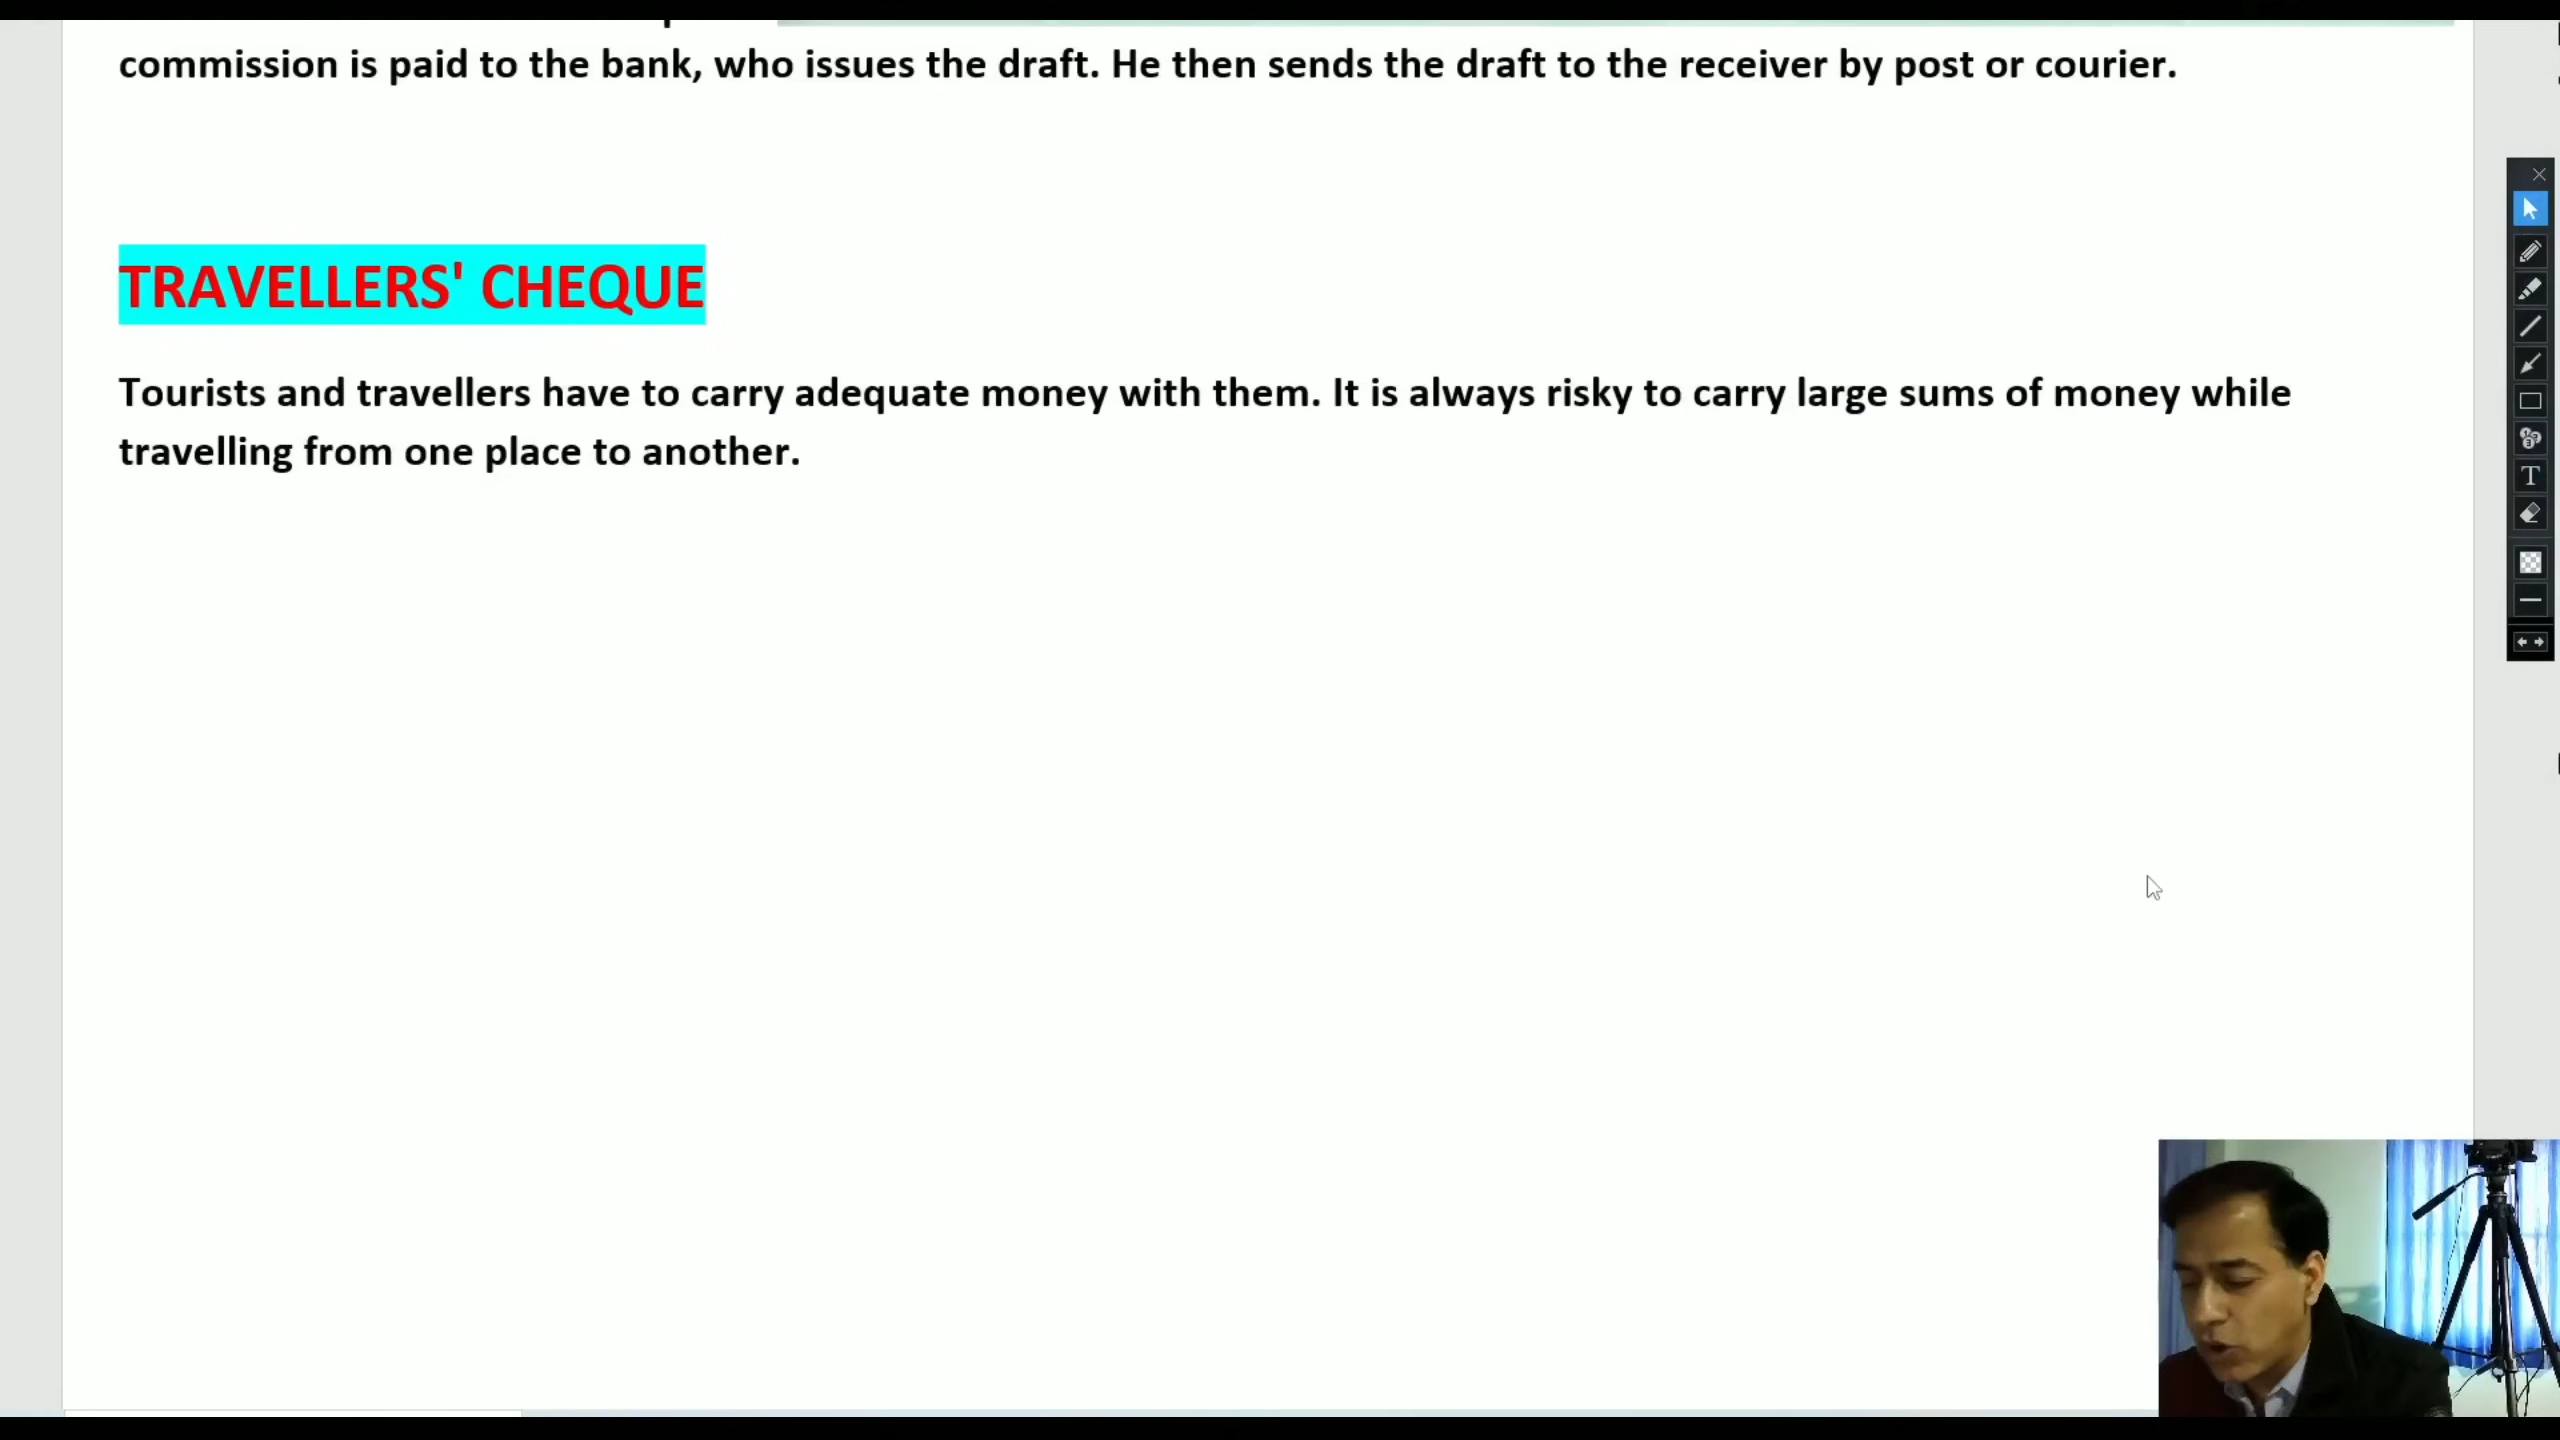 commission is paid to the bank, who issues the draft. He then sends the draft to the receiver by post or courier.
TRAVELLERS' CHEQUE
Tourists and travellers have to carry adequate money with them. It is always risky to carry large sums of money while
travelling from one place to another.
T